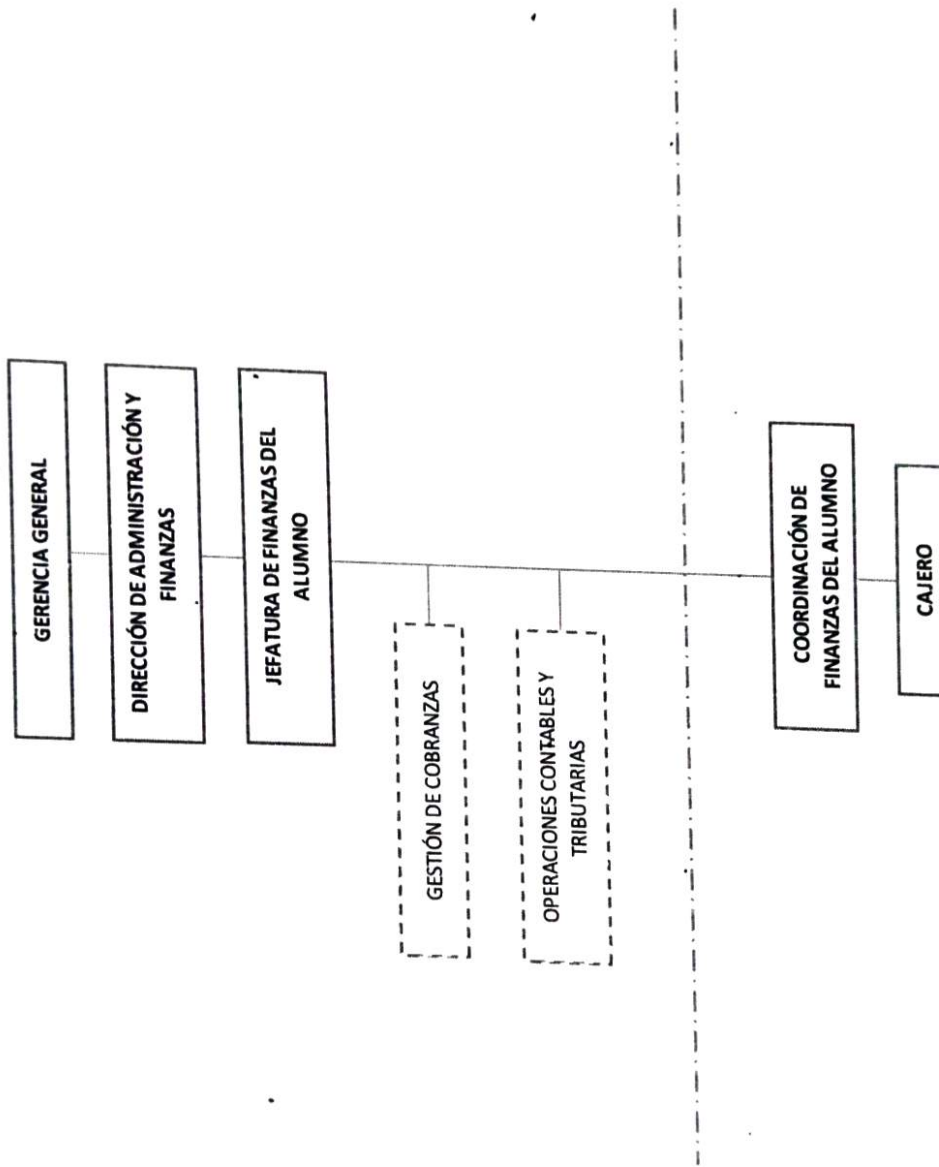 GERENCIA GENERAL
DIRECCIÓN DE ADMINISTRACIÓN Y
FINANZAS
JEFATURA DE FINANZAS DEL
ALUMNO
GESTIÓN DE COBRANZAS
OPERACIONES CONTABLES Y
TRIBUTARIAS
COORDINACIÓN DE
FINANZAS DEL ALUMNO
CAJERO